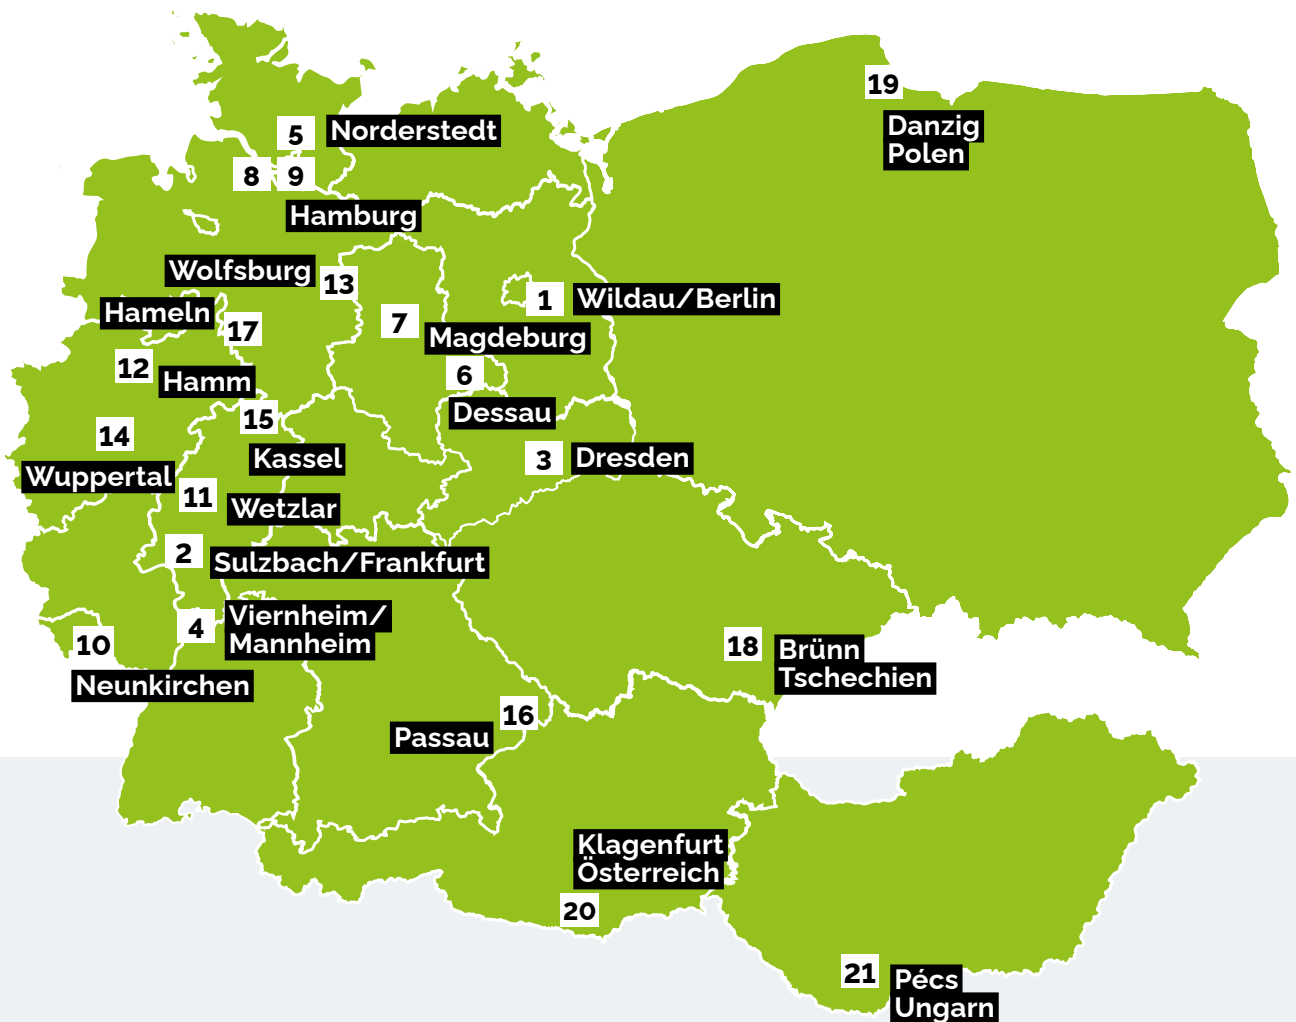 19
Danzig
Polen
5
Norderstedt
8
9
Hamburg
Wolfsburg
13
1
Wildau/Berlin
Hameln
17
7
Magdeburg
12
Hamm
6
Dessau
15
14
Kassel
3
Dresden
Wuppertal
11
Wetzlar
2
Sulzbach/Frankfurt
4
Viernheim/
Mannheim
10
Neunkirchen
18
Brünn
Tschechien
16
Passau
Klagenfurt
Österreich
20
21
Pécs
Ungarn